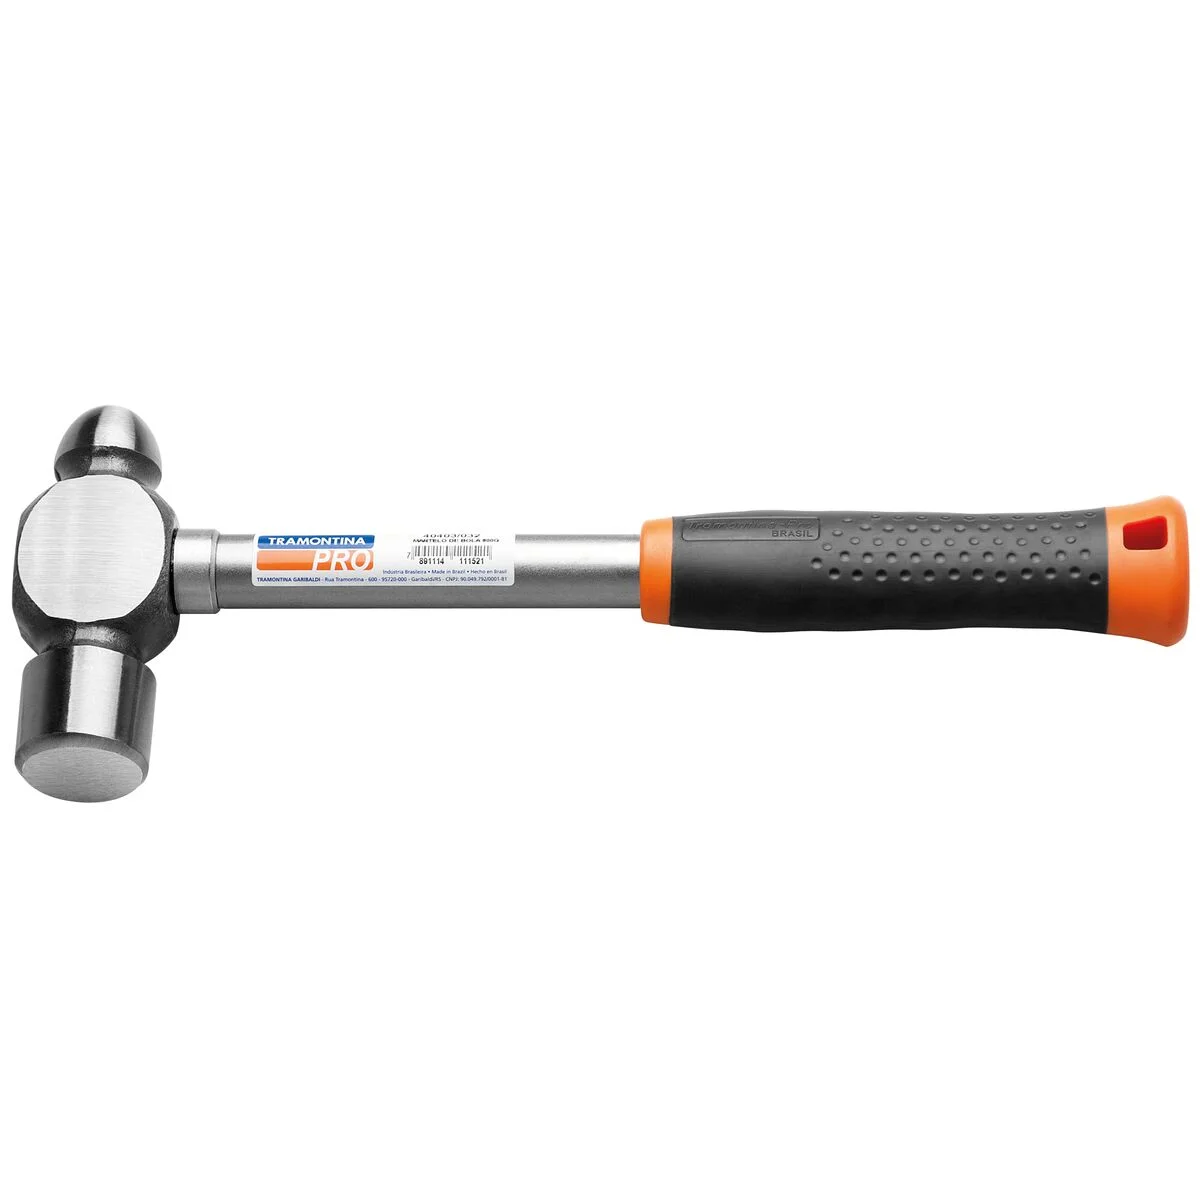 TRAMONTINA
PRO
40403/032
MARTELO DE BOLA 800G
7 891114 111521
Indústria Brasileira • Made in Brazil • Hecho en Brasil
TRAMONTINA GARIBALDI - Rua Tramontina - 600 - 95720-000 - Garibaldi/RS - CNPJ: 90.049.792/0001-81
Tramontina PRO
BRASIL